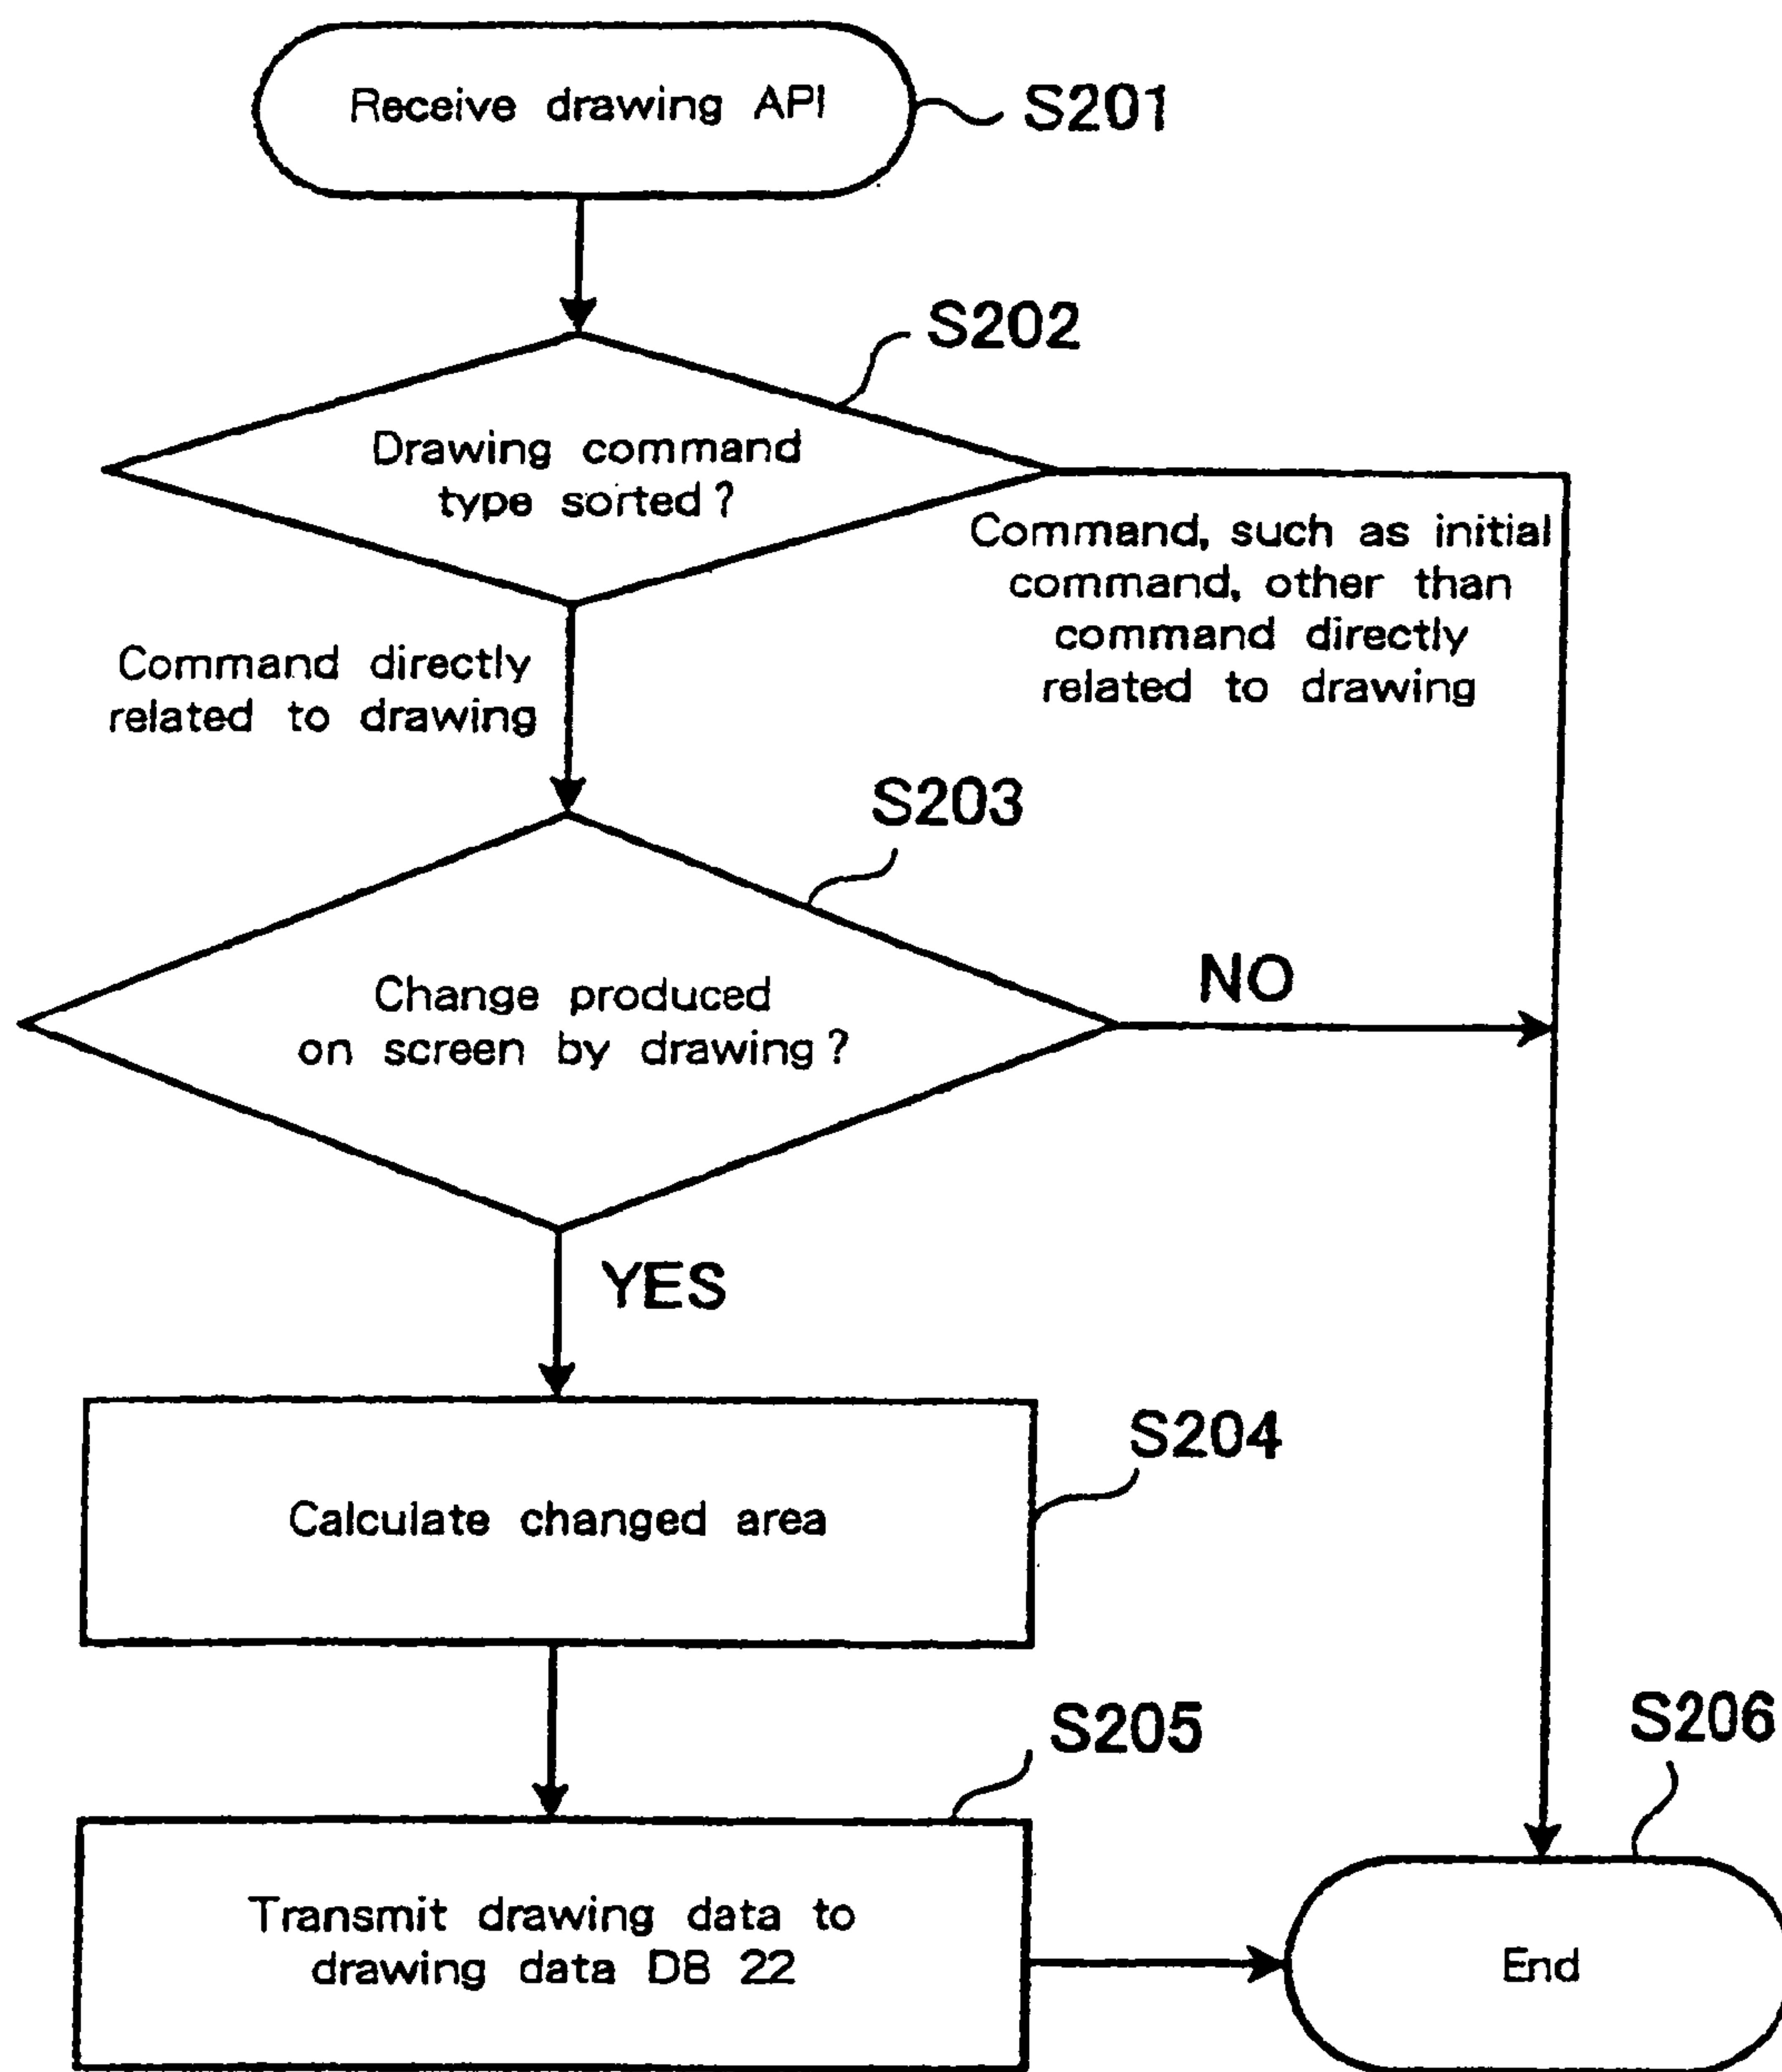 Receive drawing API
S201
S202
Drawing command
type sorted?
Command, such as initial
command, other than
command directly
related to drawing
Command directly
related to drawing
S203
Change produced
on screen by drawing?
NO
YES
S204
Calculate changed area
S205
Transmit drawing data to
drawing data DB 22
S206
End